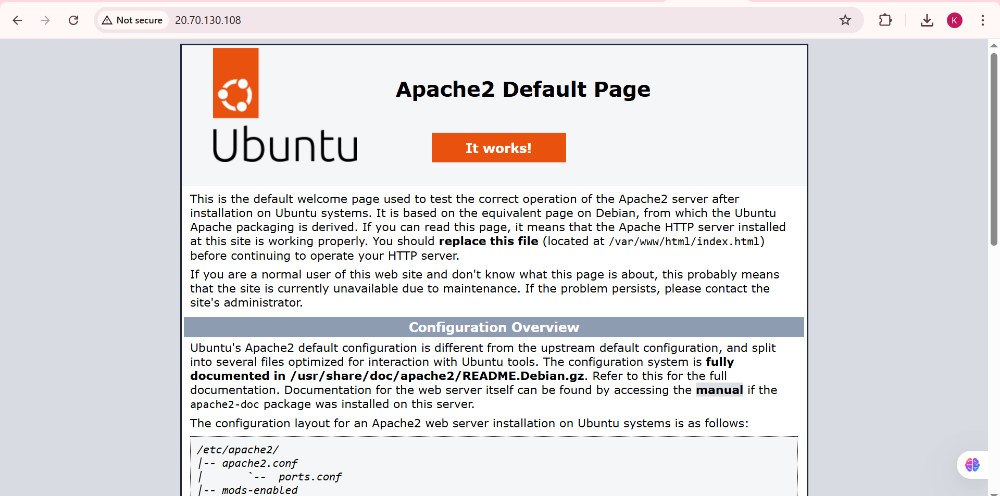 Not secure
20.70.130.108
K
Ubuntu
Apache2 Default Page
It works!
This is the default welcome page used to test the correct operation of the Apache2 server after
installation on Ubuntu systems. It is based on the equivalent page on Debian, from which the Ubuntu
Apache packaging is derived. If you can read this page, it means that the Apache HTTP server installed
at this site is working properly. You should replace this file (located at /var/www/html/index.html)
before continuing to operate your HTTP server.
If you are a normal user of this web site and don't know what this page is about, this probably means
that the site is currently unavailable due to maintenance. If the problem persists, please contact the
site's administrator.
Configuration Overview
Ubuntu's Apache2 default configuration is different from the upstream default configuration, and split
into several files optimized for interaction with Ubuntu tools. The configuration system is fully
documented in /usr/share/doc/apache2/README.Debian.gz. Refer to this for the full
documentation. Documentation for the web server itself can be found by accessing the manual if the
apache2-doc package was installed on this server.
The configuration layout for an Apache2 web server installation on Ubuntu systems is as follows:
/etc/apache2/
|-- apache2.conf
|       `--  ports.conf
|-- mods-enabled